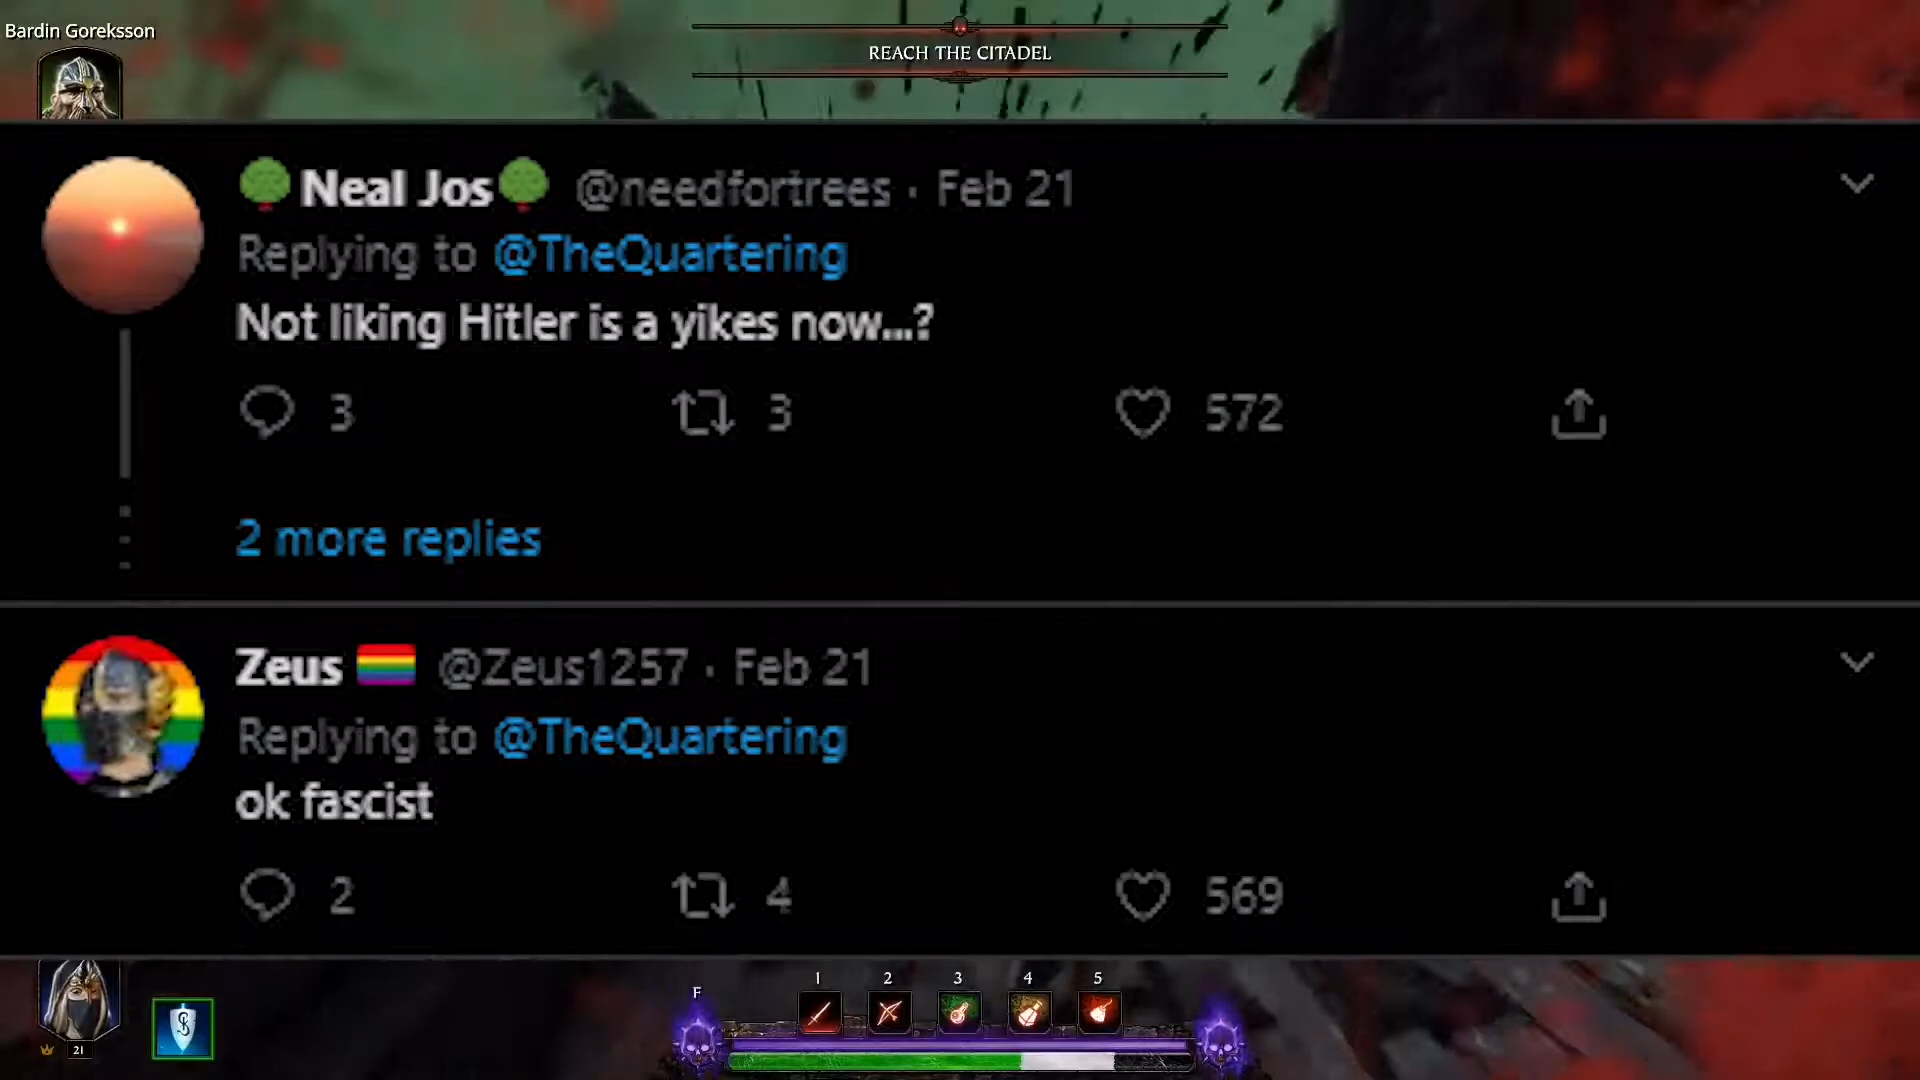 Bardin Goreksson
REACH THE CITADEL
🌳Neal Jos🌳 @needfortrees · Feb 21
Replying to @TheQuartering
Not liking Hitler is a yikes now...?
3 3 572
2 more replies
Zeus 🏳️‍🌈 @Zeus1257 · Feb 21
Replying to @TheQuartering
ok fascist
2 4 569
F 1 2 3 4 5
21